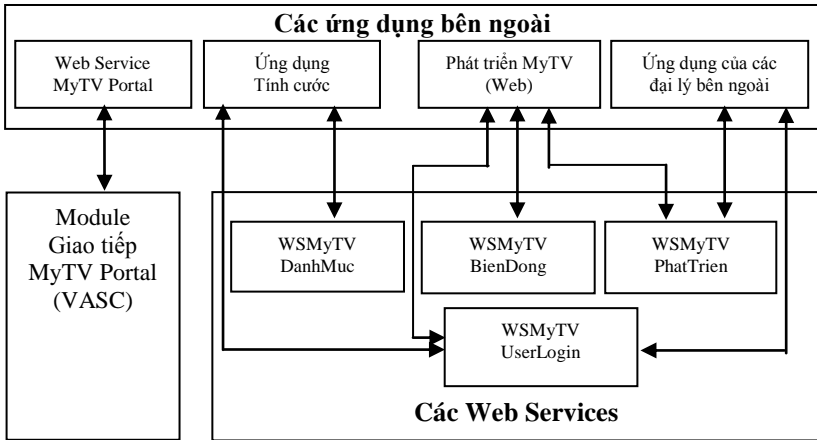 Các ứng dụng bên ngoài
Web Service
MyTV Portal
Ứng dụng
Tính cước
Phát triển MyTV
(Web)
Ứng dụng của các
đại lý bên ngoài
Module
Giao tiếp
MyTV Portal
(VASC)
WSMyTV
DanhMuc
WSMyTV
BienDong
WSMyTV
PhatTrien
WSMyTV
UserLogin
Các Web Services